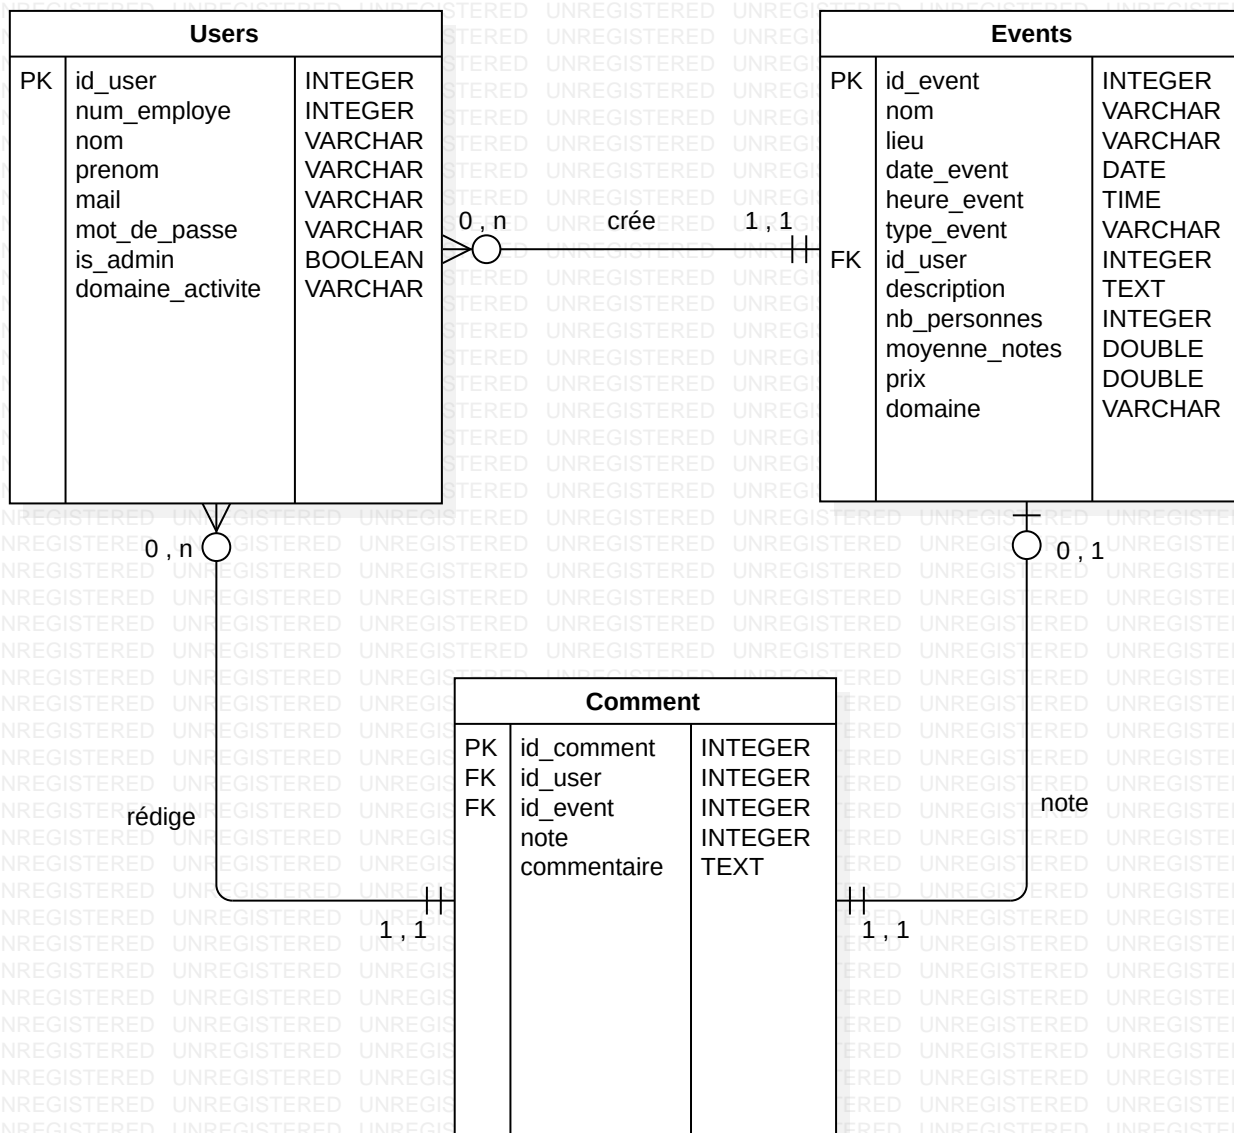 Users
PK id_user INTEGER
num_employe INTEGER
nom VARCHAR
prenom VARCHAR
mail VARCHAR
mot_de_passe VARCHAR
is_admin BOOLEAN
domaine_activite VARCHAR
Events
PK id_event INTEGER
nom VARCHAR
lieu VARCHAR
date_event DATE
heure_event TIME
type_event VARCHAR
FK id_user INTEGER
description TEXT
nb_personnes INTEGER
moyenne_notes DOUBLE
prix DOUBLE
domaine VARCHAR
0 , n crée 1 , 1
0 , n
0 , 1
Comment
PK id_comment INTEGER
FK id_user INTEGER
FK id_event INTEGER
note INTEGER
commentaire TEXT
rédige
note
1 , 1
1 , 1
UNREGISTERED